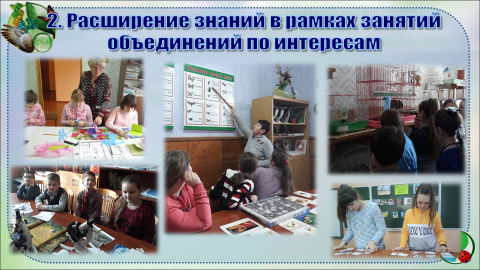 2. Расширение знаний в рамках занятий
объединений по интересам